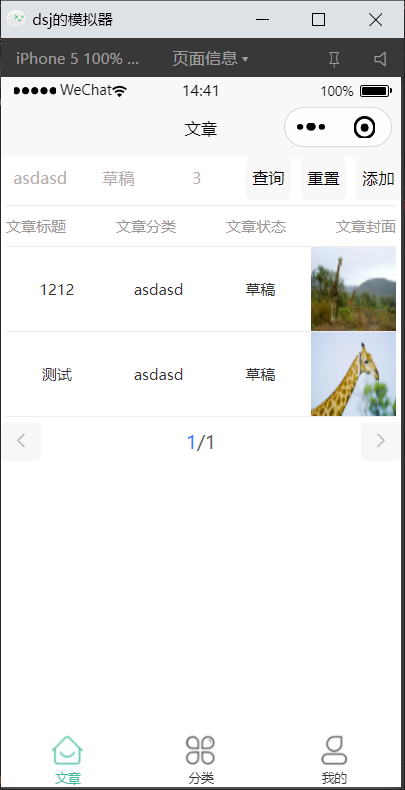 dsj的模拟器
iPhone 5 100% ... 页面信息
WeChat 14:41 100%
文章
asdasd 草稿 3 查询 重置 添加
文章标题 文章分类 文章状态 文章封面
1212 asdasd 草稿
测试 asdasd 草稿
1/1
文章 分类 我的